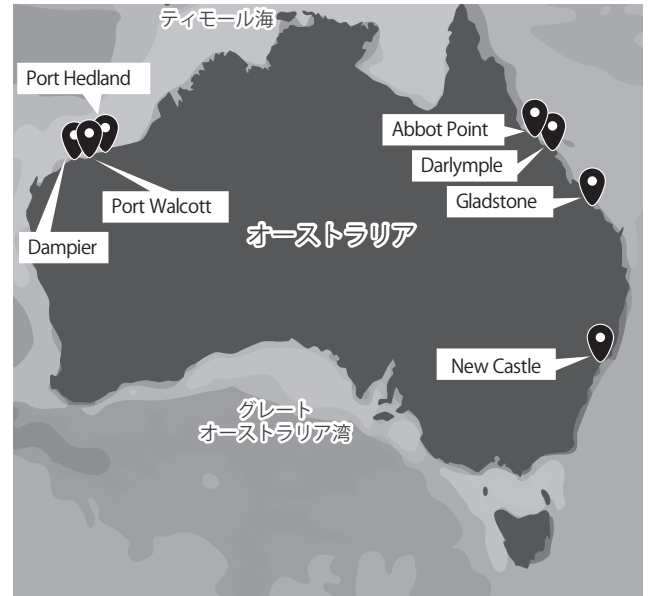 ティモール海
Port Hedland
Abbot Point
Darlymple
Port Walcott
Gladstone
Dampier
オーストラリア
New Castle
グレート
オーストラリア湾